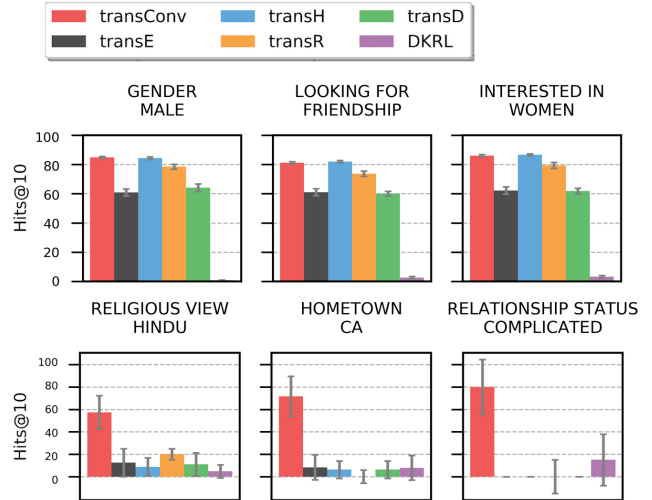 transConv transH transD
transE transR DKRL
GENDER LOOKING FOR INTERESTED IN
MALE FRIENDSHIP WOMEN
Hits@10
100
80
60
40
20
0
RELIGIOUS VIEW HOMETOWN RELATIONSHIP STATUS
HINDU CA COMPLICATED
Hits@10
100
80
60
40
20
0